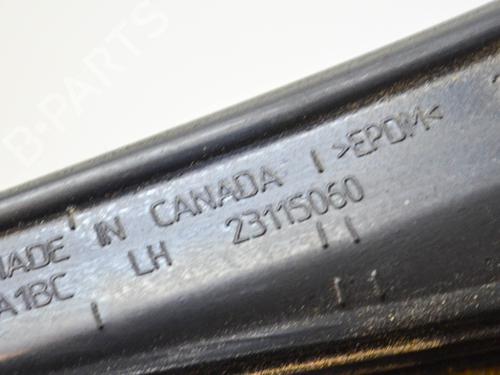 MADE IN CANADA >EPDM<
A1BC LH 23115060
B-PARTS